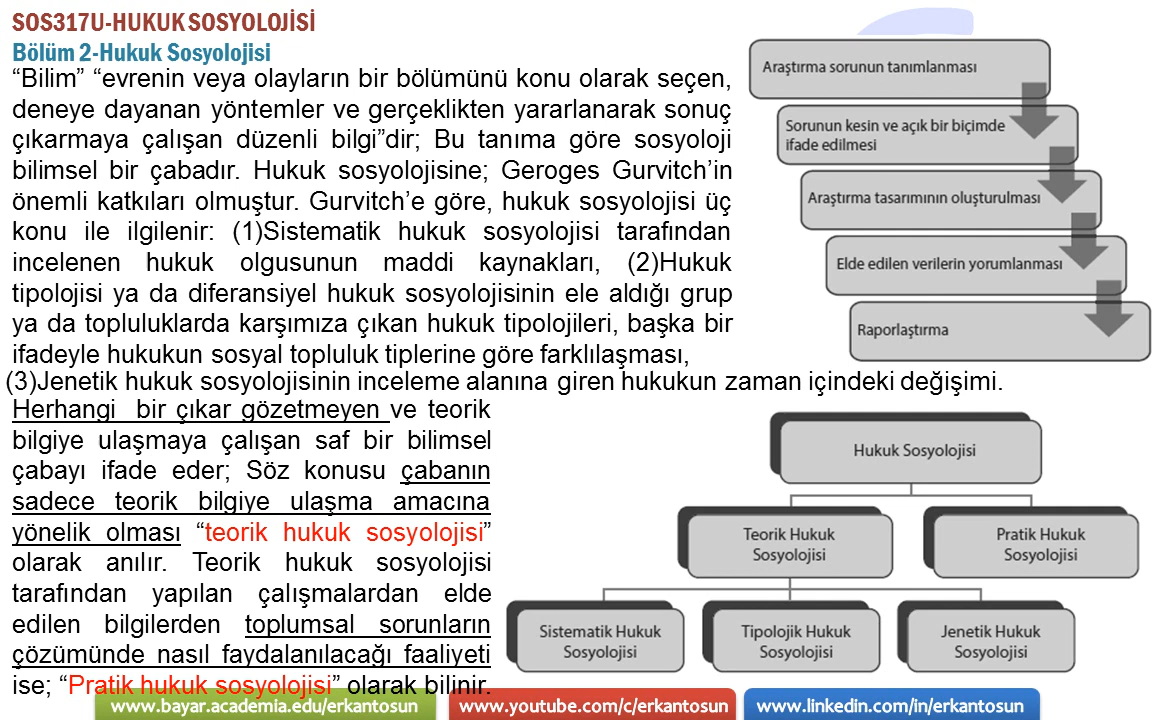 SOS317U-HUKUK SOSYOLOJİSİ
Bölüm 2-Hukuk Sosyolojisi
“Bilim” “evrenin veya olayların bir bölümünü konu olarak seçen,
deneye dayanan yöntemler ve gerçeklikten yararlanarak sonuç
çıkarmaya çalışan düzenli bilgi”dir; Bu tanıma göre sosyoloji
bilimsel bir çabadır. Hukuk sosyolojisine; Geroges Gurvitch’in
önemli katkıları olmuştur. Gurvitch’e göre, hukuk sosyolojisi üç
konu ile ilgilenir: (1)Sistematik hukuk sosyolojisi tarafından
incelenen hukuk olgusunun maddi kaynakları, (2)Hukuk
tipolojisi ya da diferansiyel hukuk sosyolojisinin ele aldığı grup
ya da topluluklarda karşımıza çıkan hukuk tipolojileri, başka bir
ifadeyle hukukun sosyal topluluk tiplerine göre farklılaşması,
(3)Jenetik hukuk sosyolojisinin inceleme alanına giren hukukun zaman içindeki değişimi.
Herhangi bir çıkar gözetmeyen ve teorik
bilgiye ulaşmaya çalışan saf bir bilimsel
çabayı ifade eder; Söz konusu çabanın
sadece teorik bilgiye ulaşma amacına
yönelik olması “teorik hukuk sosyolojisi”
olarak anılır. Teorik hukuk sosyolojisi
tarafından yapılan çalışmalardan elde
edilen bilgilerden toplumsal sorunların
çözümünde nasıl faydalanılacağı faaliyeti
ise; “Pratik hukuk sosyolojisi” olarak bilinir.
Araştırma sorunun tanımlanması
Sorunun kesin ve açık bir biçimde
ifade edilmesi
Araştırma tasarımının oluşturulması
Elde edilen verilerin yorumlanması
Raporlaştırma
Hukuk Sosyolojisi
Teorik Hukuk
Sosyolojisi
Pratik Hukuk
Sosyolojisi
Sistematik Hukuk
Sosyolojisi
Tipolojik Hukuk
Sosyolojisi
Jenetik Hukuk
Sosyolojisi
www.bayar.academia.edu/erkantosun
www.youtube.com/c/erkantosun
www.linkedin.com/in/erkantosun